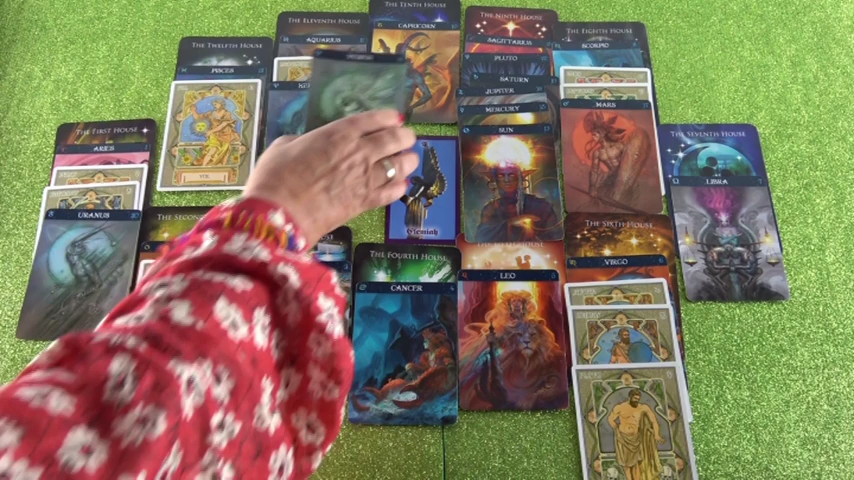 THE TENTH HOUSE
CAPRICORN
THE ELEVENTH HOUSE
AQUARIUS
THE NINTH HOUSE
SAGITTARIUS
PLUTO
SATURN
JUPITER
MERCURY
SUN
THE EIGHTH HOUSE
SCORPIO
MARS
THE TWELFTH HOUSE
PISCES
THE FIRST HOUSE
ARIES
URANUS
THE SEVENTH HOUSE
LIBRA
THE SECOND
THE FOURTH HOUSE
CANCER
LEO
THE SIXTH HOUSE
VIRGO